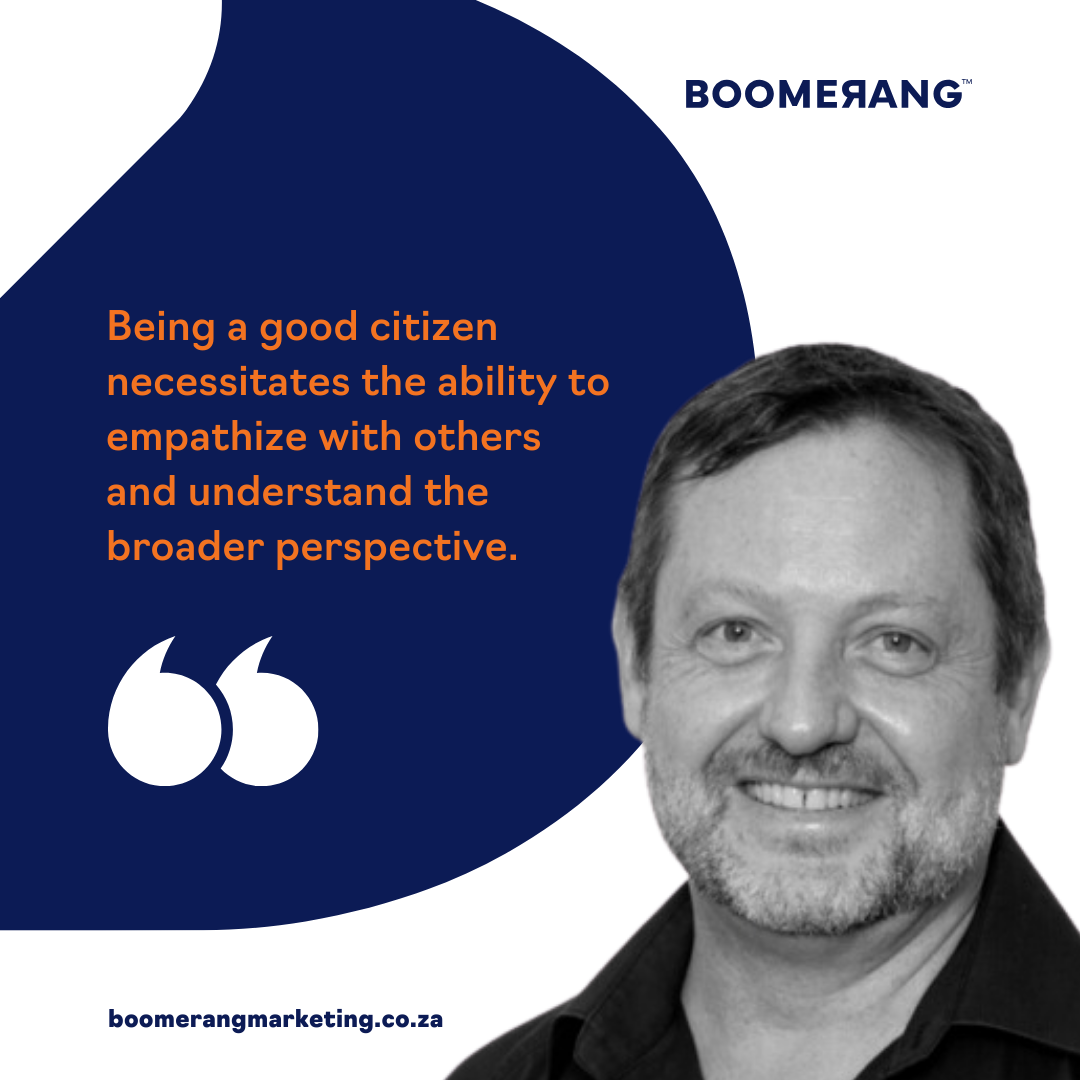 BOOMEЯANG™
Being a good citizen
necessitates the ability to
empathize with others
and understand the
broader perspective.
boomerangmarketing.co.za